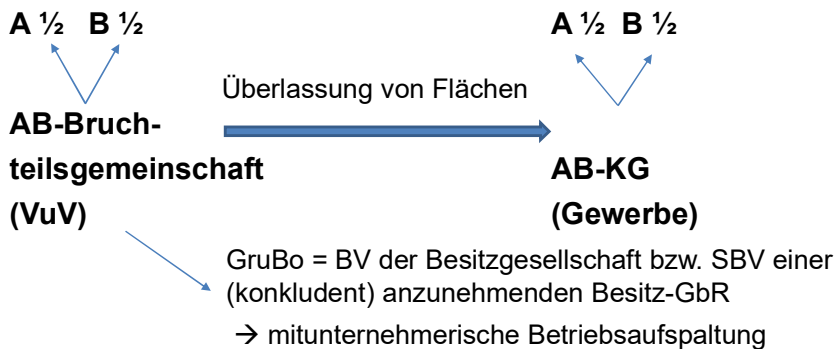 A ½ B ½
A ½ B ½
Überlassung von Flächen
AB-Bruch-
teilsgemeinschaft
(VuV)
AB-KG
(Gewerbe)
GruBo = BV der Besitzgesellschaft bzw. SBV einer
(konkludent) anzunehmenden Besitz-GbR
→ mitunternehmerische Betriebsaufspaltung